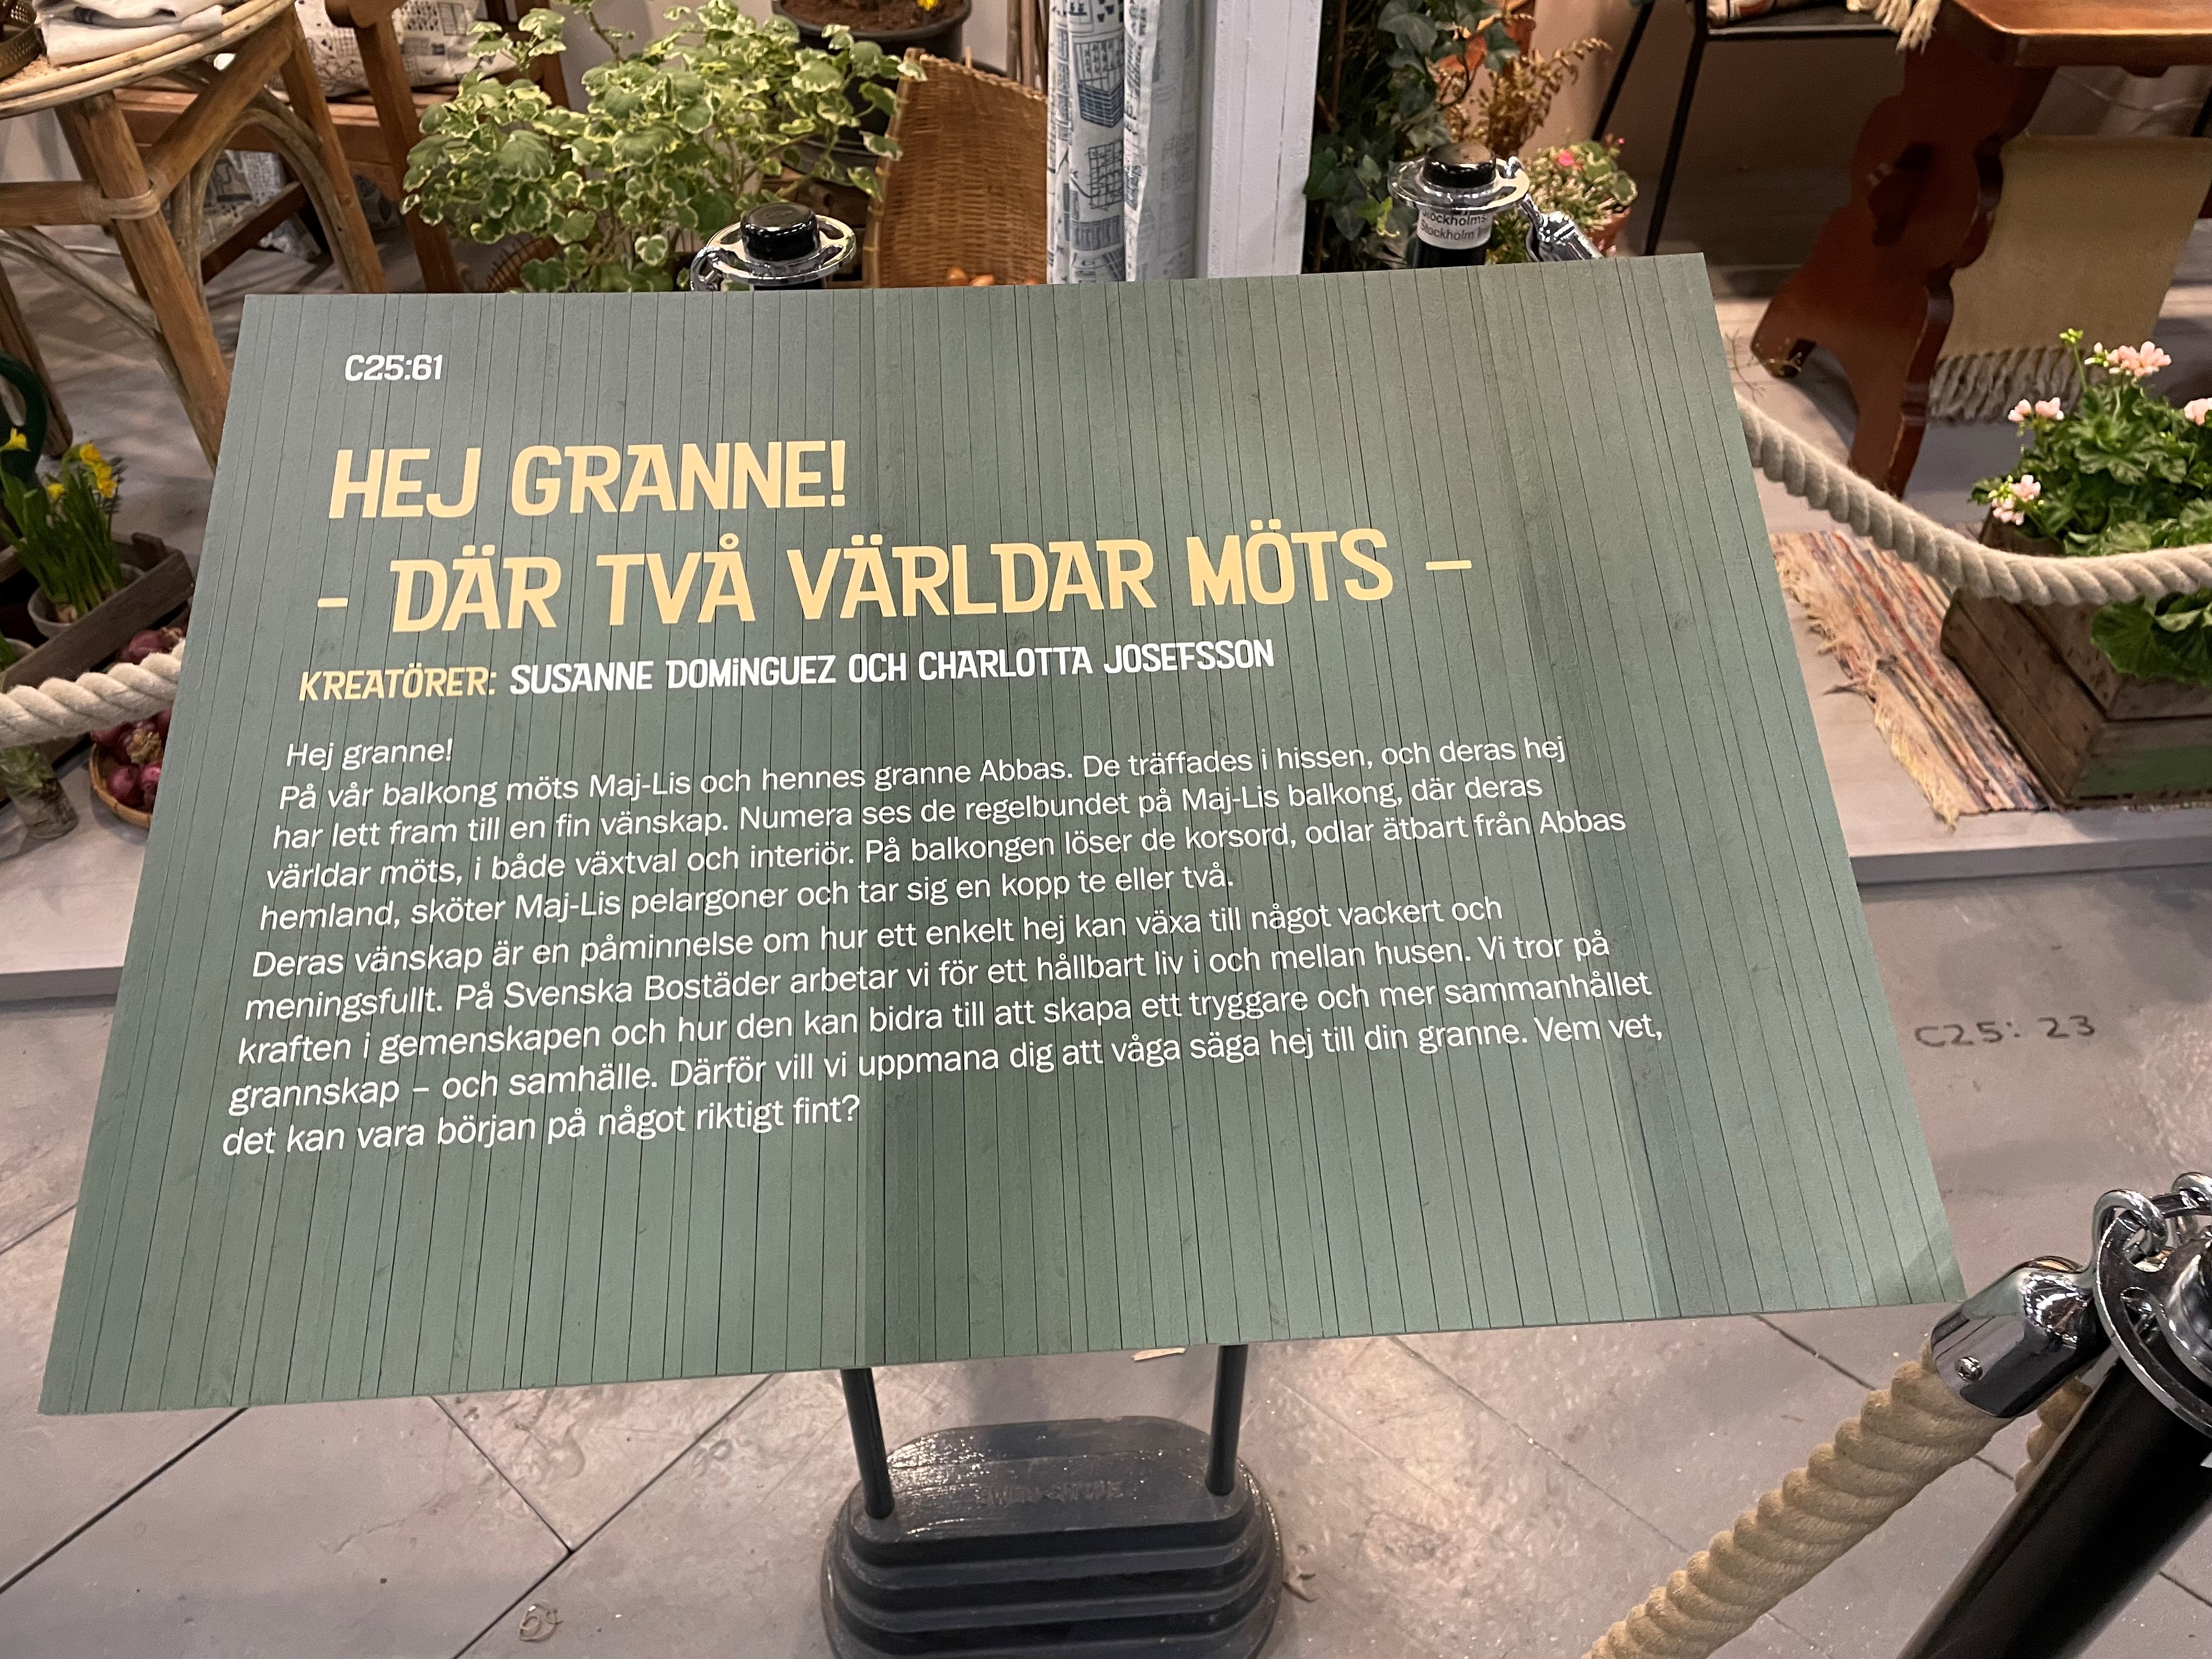 Stockholms
Stockholm
C25:61
HEJ GRANNE!
- DÄR TVÅ VÄRLDAR MÖTS –
KREATÖRER: SUSANNE DOMINGUEZ OCH CHARLOTTA JOSEFSSON
Hej granne!
På vår balkong möts Maj-Lis och hennes granne Abbas. De träffades i hissen, och deras hej
har lett fram till en fin vänskap. Numera ses de regelbundet på Maj-Lis balkong, där deras
världar möts, i både växtval och interiör. På balkongen löser de korsord, odlar ätbart från Abbas
hemland, sköter Maj-Lis pelargoner och tar sig en kopp te eller två.
Deras vänskap är en påminnelse om hur ett enkelt hej kan växa till något vackert och
meningsfullt. På Svenska Bostäder arbetar vi för ett hållbart liv i och mellan husen. Vi tror på
kraften i gemenskapen och hur den kan bidra till att skapa ett tryggare och mer sammanhållet
grannskap – och samhälle. Därför vill vi uppmana dig att våga säga hej till din granne. Vem vet,
det kan vara början på något riktigt fint?
C25: 23